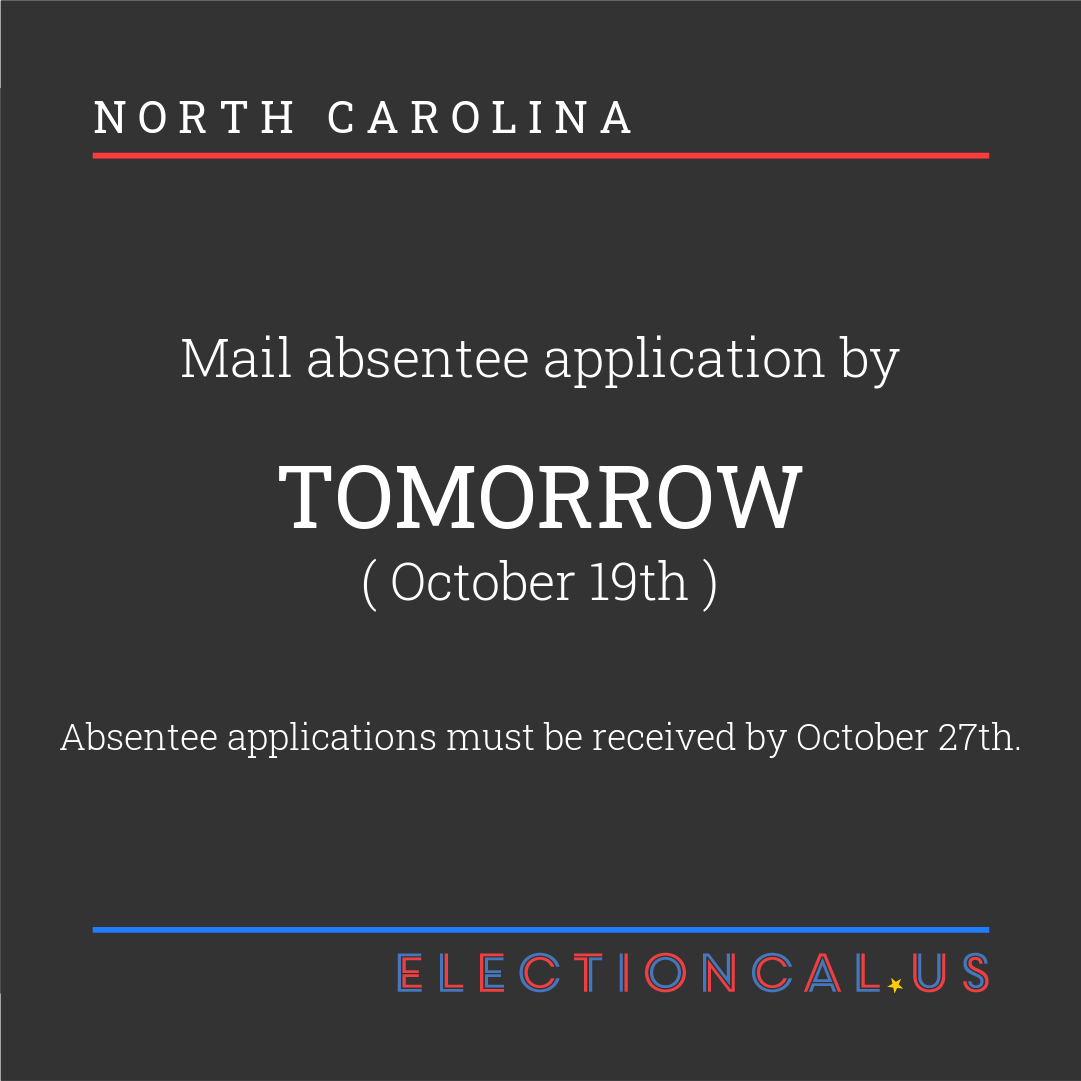 NORTH CAROLINA
Mail absentee application by
TOMORROW
( October 19th )
Absentee applications must be received by October 27th.
ELECTIONCAL.US